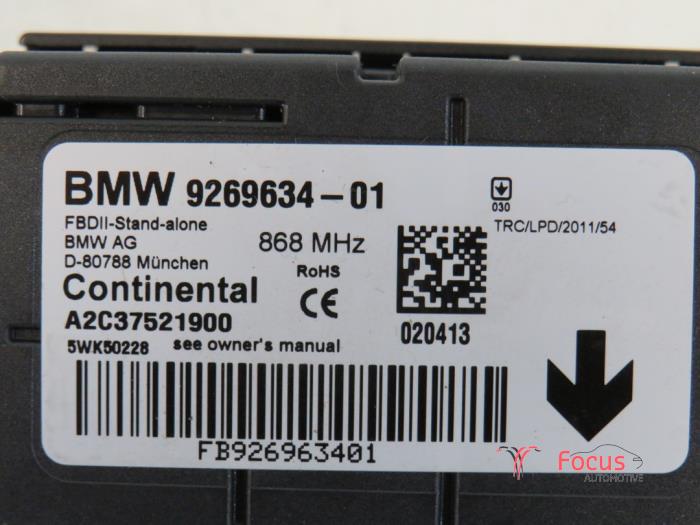 BMW 9269634-01
FBDII-Stand-alone
BMW AG
D-80788 München
868 MHz
RoHS
CE
030
TRC/LPD/2011/54
Continental
A2C37521900
5WK50228 see owner's manual
020413
FB926963401
Focus
AUTOMOTIVE